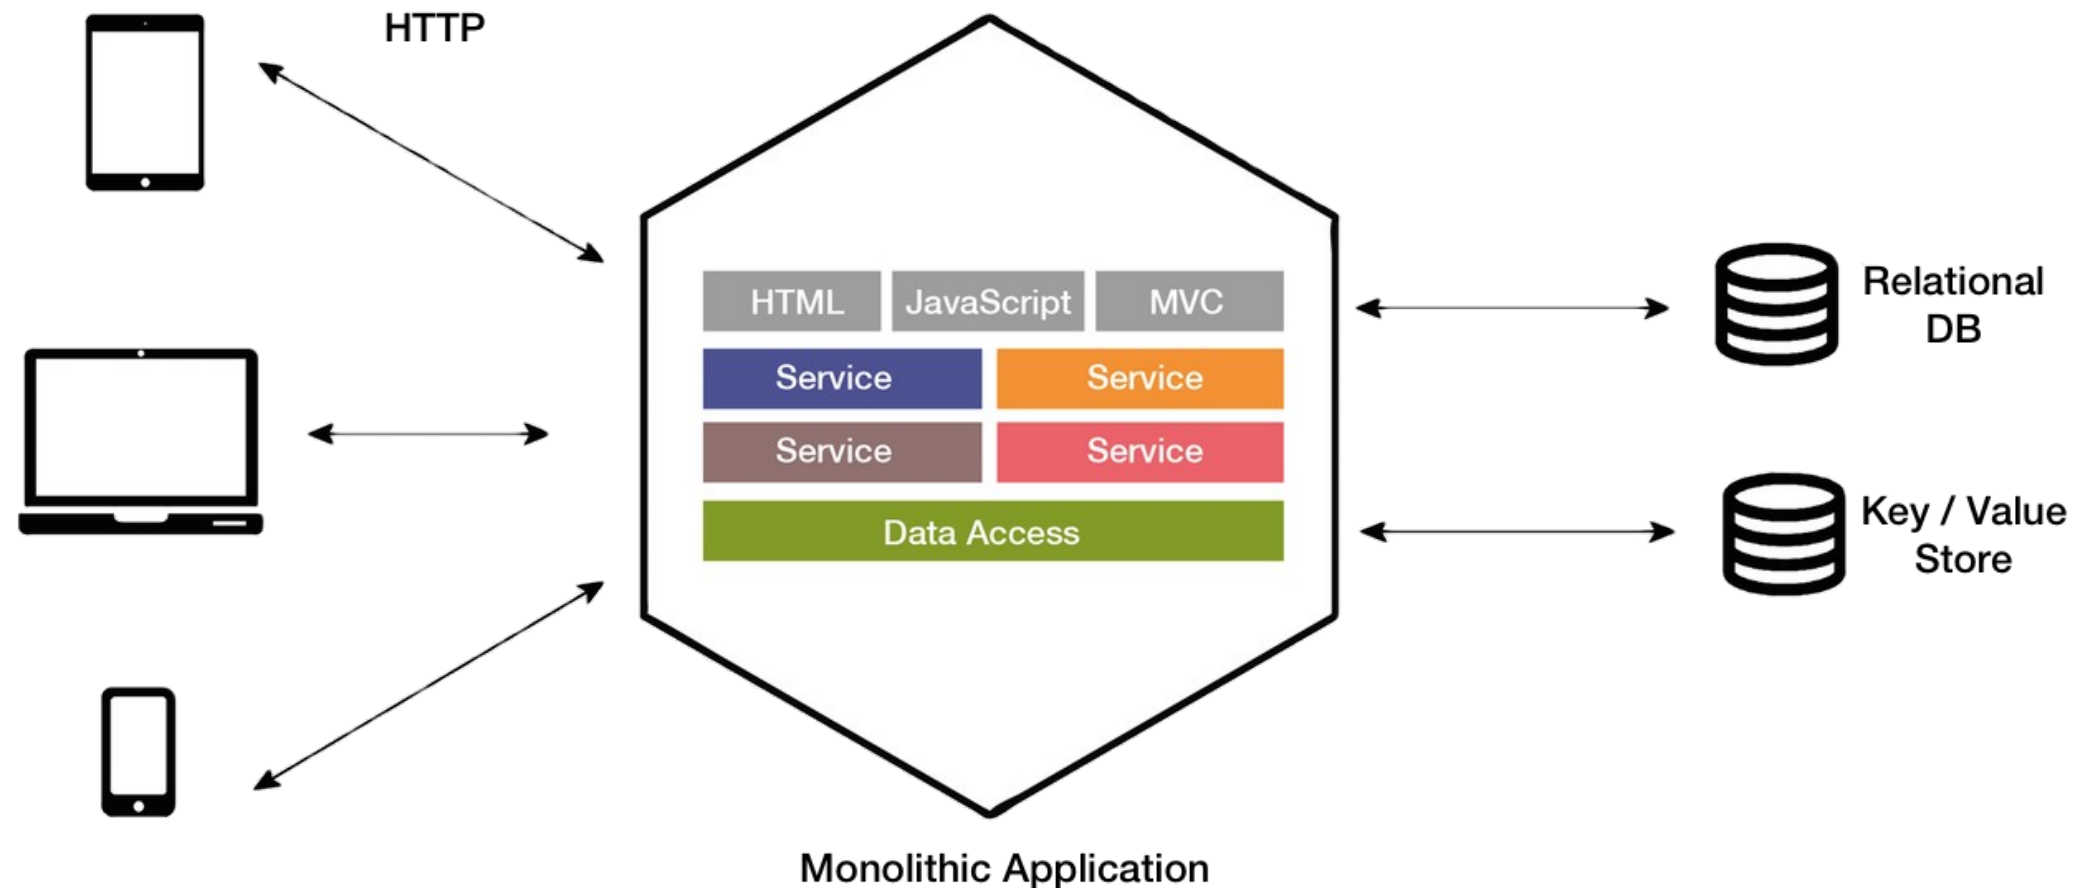 HTTP
HTML
JavaScript
MVC
Service
Service
Service
Service
Data Access
Relational
DB
Key / Value
Store
Monolithic Application